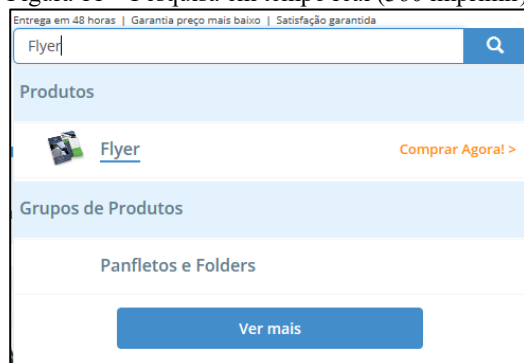 Entrega em 48 horas | Garantia preço mais baixo | Satisfação garantida
Flyer
Produtos
Flyer Comprar Agora! >
Grupos de Produtos
Panfletos e Folders
Ver mais